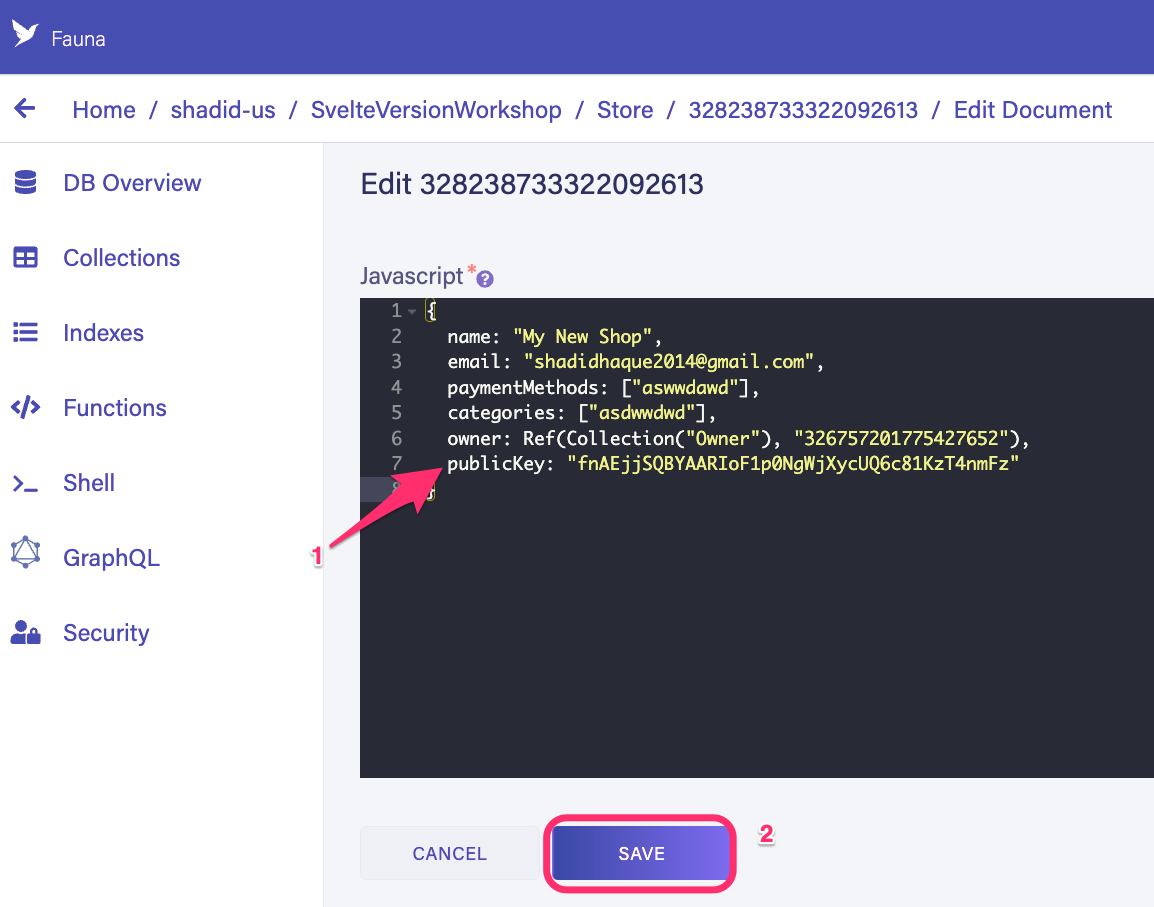 Fauna
Home / shadid-us / SvelteVersionWorkshop / Store / 328238733322092613 / Edit Document
DB Overview
Collections
Indexes
Functions
Shell
GraphQL
Security
Edit 328238733322092613
Javascript * ?
1 {
2 name: "My New Shop",
3 email: "shadidhaque2014@gmail.com",
4 paymentMethods: ["aswwdawd"],
5 categories: ["asdwwdwd"],
6 owner: Ref(Collection("Owner"), "326757201775427652"),
7 publicKey: "fnAEjjSQBYAARIoF1p0NgWjXycUQ6c81KzT4nmFz"
8 }
1
CANCEL
SAVE
2